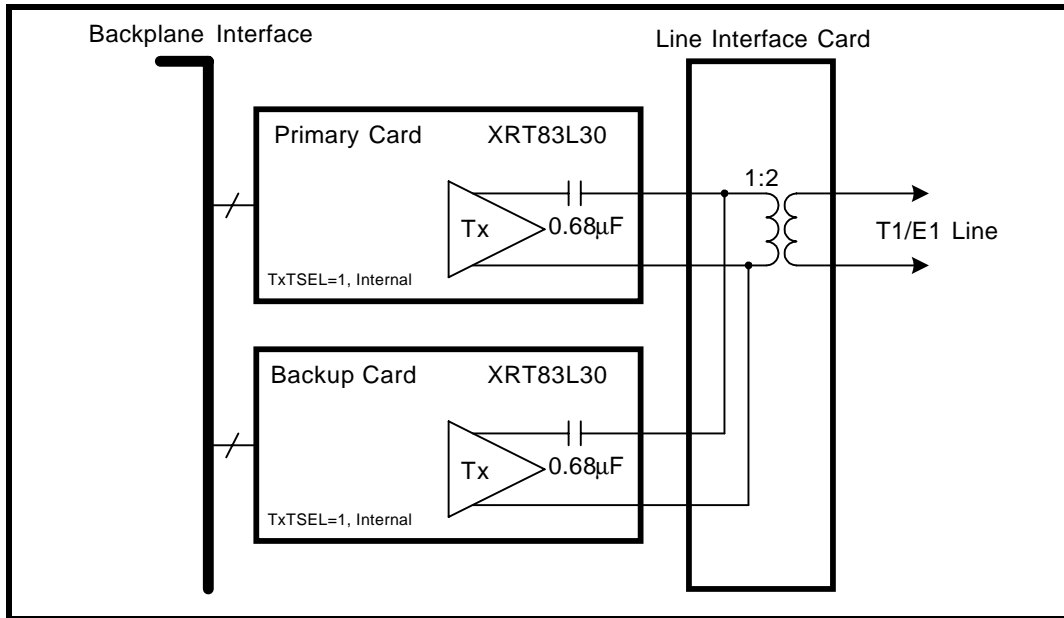 Backplane Interface
Line Interface Card
Primary Card XRT83L30
1:2
Tx
0.68μF
T1/E1 Line
TxTSEL=1, Internal
Backup Card XRT83L30
Tx
0.68μF
TxTSEL=1, Internal